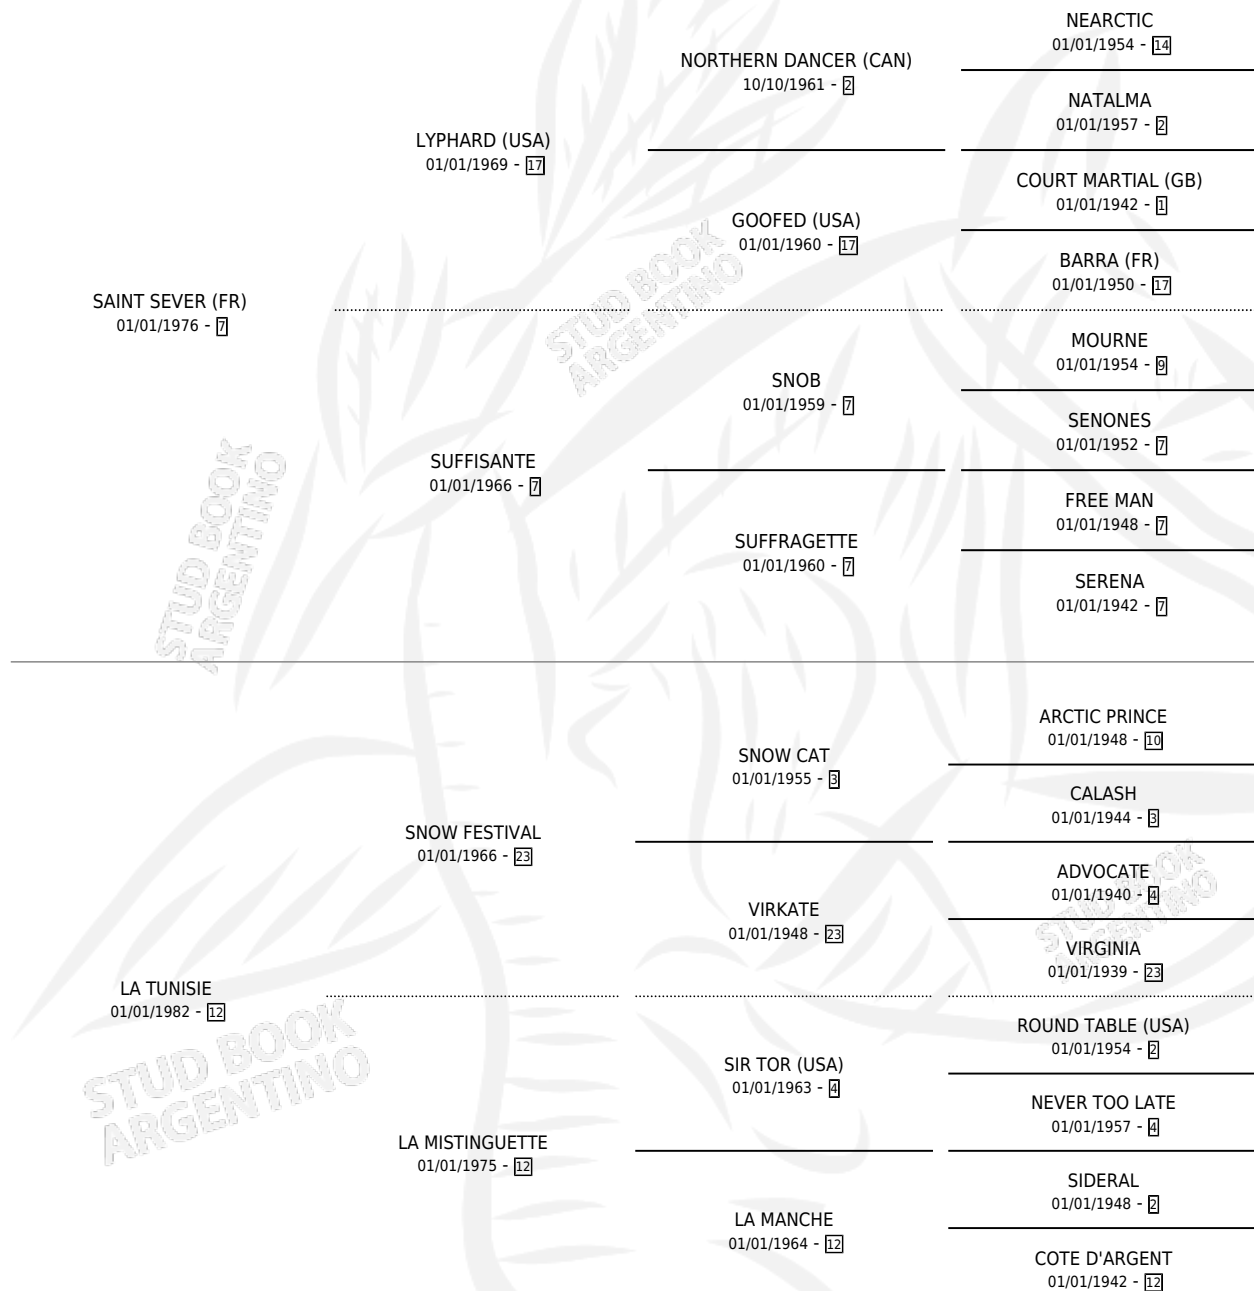 NEARCTIC
01/01/1954 - 14
NORTHERN DANCER (CAN)
10/10/1961 - 2
NATALMA
01/01/1957 - 2
LYPHARD (USA)
01/01/1969 - 17
COURT MARTIAL (GB)
01/01/1942 - 1
GOOFED (USA)
01/01/1960 - 17
BARRA (FR)
01/01/1950 - 17
SAINT SEVER (FR)
01/01/1976 - 7
STUD BOOK
ARGENTINO
MOURNE
01/01/1954 - 9
SNOB
01/01/1959 - 7
SENONES
01/01/1952 - 7
SUFFISANTE
01/01/1966 - 7
FREE MAN
01/01/1948 - 7
SUFFRAGETTE
01/01/1960 - 7
SERENA
01/01/1942 - 7
STUD BOOK
ARGENTINO
ARCTIC PRINCE
01/01/1948 - 10
SNOW CAT
01/01/1955 - 3
CALASH
01/01/1944 - 3
SNOW FESTIVAL
01/01/1966 - 23
ADVOCATE
01/01/1940 - 4
VIRKATE
01/01/1948 - 23
VIRGINIA
01/01/1939 - 23
STUD BOOK
ARGENTINO
LA TUNISIE
01/01/1982 - 12
STUD BOOK
ARGENTINO
ROUND TABLE (USA)
01/01/1954 - 2
SIR TOR (USA)
01/01/1963 - 4
NEVER TOO LATE
01/01/1957 - 4
LA MISTINGUETTE
01/01/1975 - 12
SIDERAL
01/01/1948 - 2
LA MANCHE
01/01/1964 - 12
COTE D'ARGENT
01/01/1942 - 12